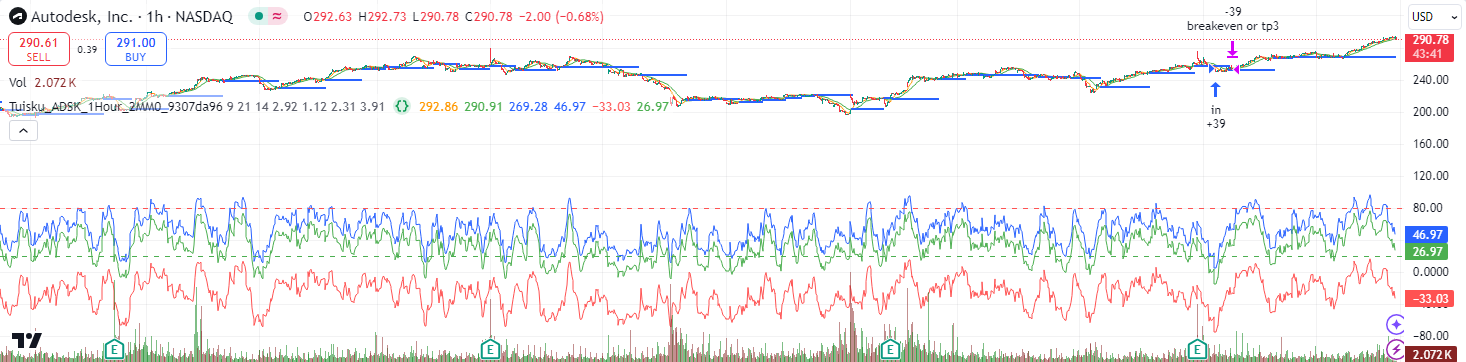 Autodesk, Inc. · 1h · NASDAQ O292.63 H292.73 L290.78 C290.78 −2.00 (−0.68%)
-39
breakeven or tp3
USD
290.61 SELL
0.39
291.00 BUY
290.78
43:41
Vol 2.072 K
240.00
Tuisku_ADSK_1Hour_2MM0_9307da96 9 21 14 2.92 1.12 2.31 3.91 {} 292.86 290.91 269.28 46.97 −33.03 26.97
in
+39
200.00
160.00
120.00
80.00
46.97
26.97
0.0000
−33.03
−80.00
2.072 K
E
E
E
E